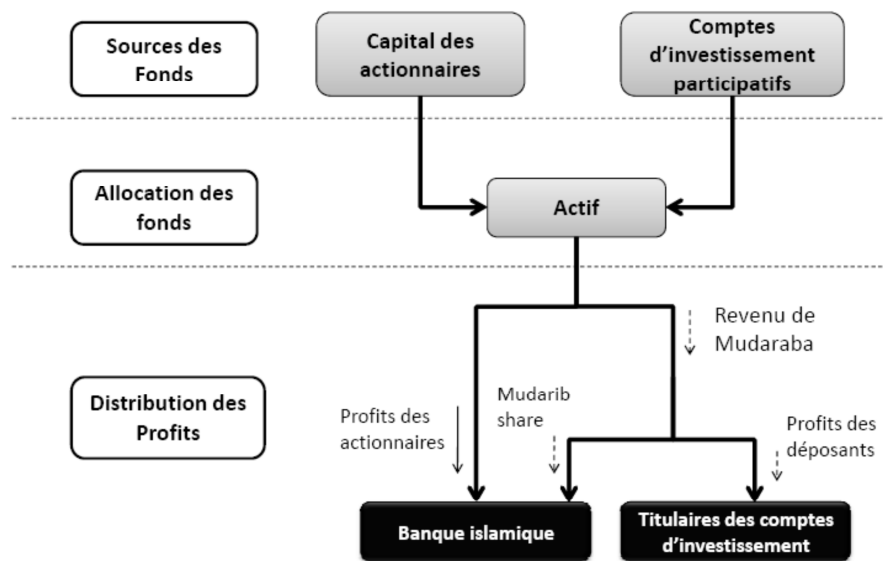 Sources des
Fonds
Capital des
actionnaires
Comptes
d’investissement
participatifs
Allocation des
fonds
Actif
Revenu de
Mudaraba
Distribution des
Profits
Profits des
actionnaires
Mudarib
share
Profits des
déposants
Banque islamique
Titulaires des comptes
d’investissement